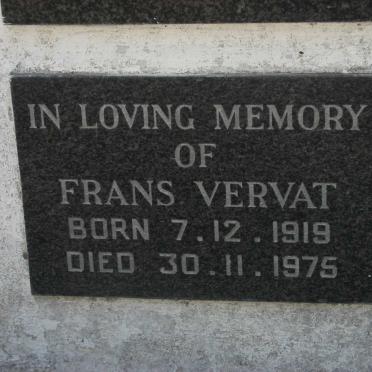 IN LOVING MEMORY
OF
FRANS VERVAT
BORN 7.12.1919
DIED 30.11.1975